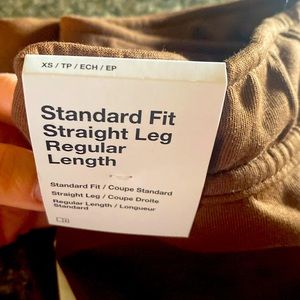 XS / TP / ECH / EP
Standard Fit
Straight Leg
Regular
Length
Standard Fit / Coupe Standard
Straight Leg / Coupe Droite
Regular Length / Longueur
Standard